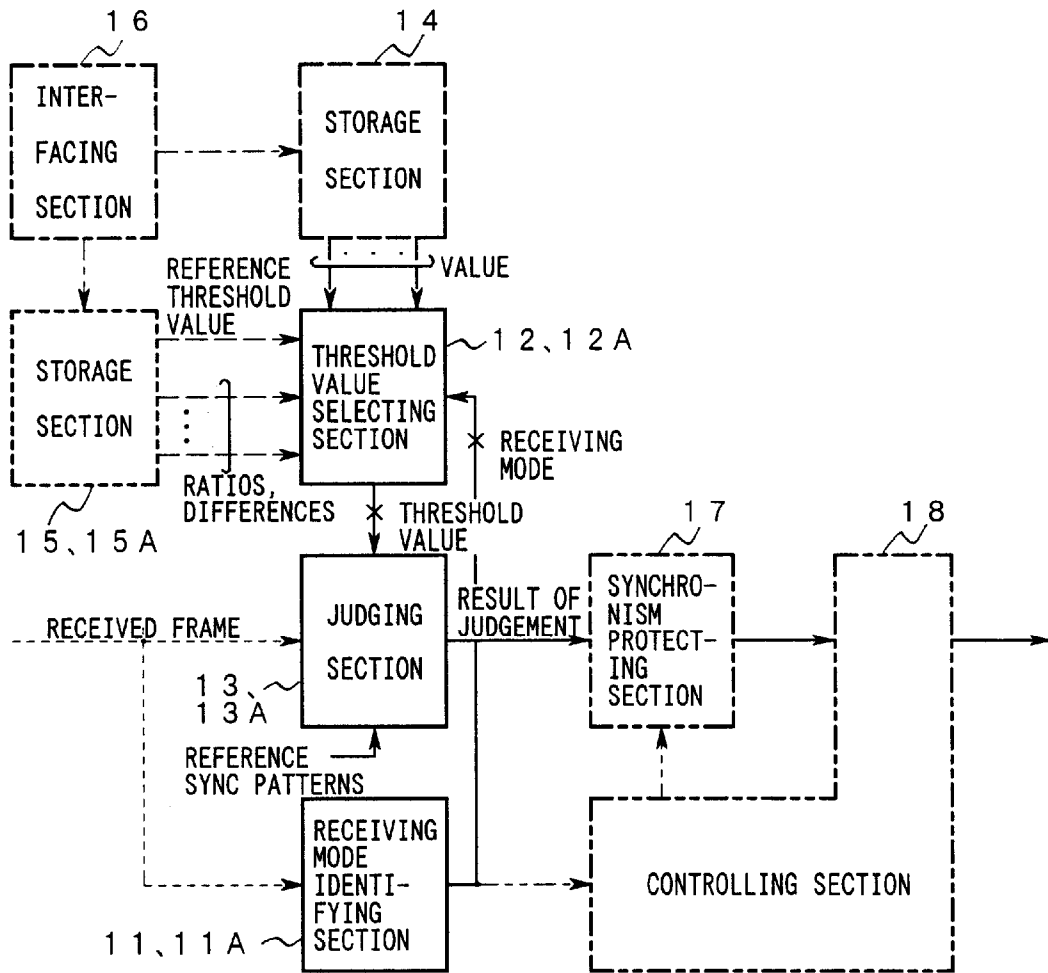 16
14
INTER-
FACING
SECTION
STORAGE
SECTION
REFERENCE
THRESHOLD
VALUE
VALUE
STORAGE
SECTION
THRESHOLD
VALUE
SELECTING
SECTION
12、12A
RECEIVING
MODE
RATIOS,
DIFFERENCES
15、15A
THRESHOLD
VALUE
17
18
RECEIVED FRAME
JUDGING
SECTION
RESULT OF
JUDGEMENT
SYNCHRO-
NISM
PROTECT-
ING
SECTION
13、
13A
REFERENCE
SYNC PATTERNS
RECEIVING
MODE
IDENTI-
FYING
SECTION
11、11A
CONTROLLING SECTION